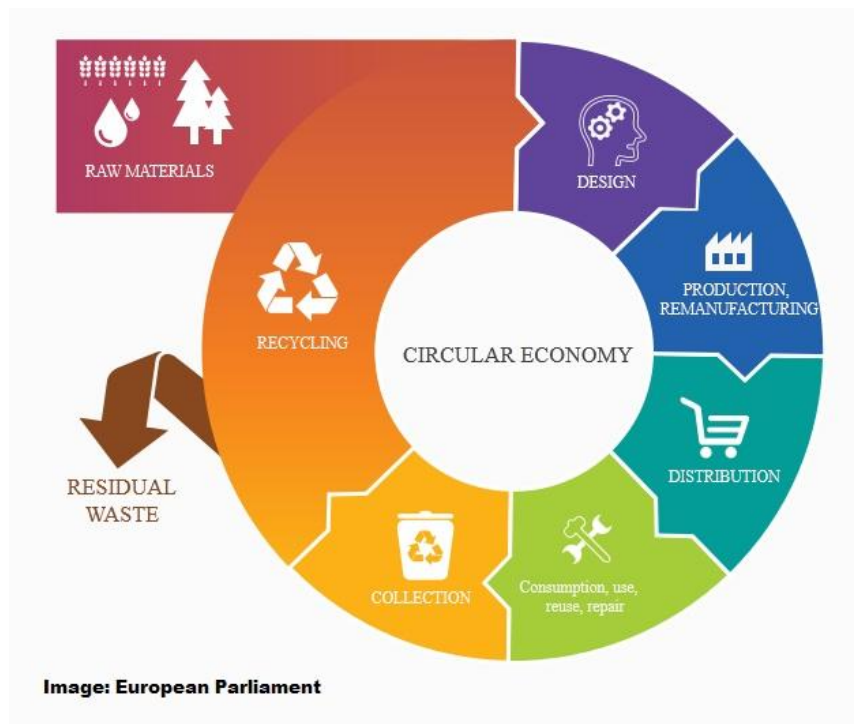 RAW MATERIALS
DESIGN
PRODUCTION,
REMANUFACTURING
RECYCLING
CIRCULAR ECONOMY
DISTRIBUTION
RESIDUAL
WASTE
COLLECTION
Consumption, use,
reuse, repair
Image: European Parliament